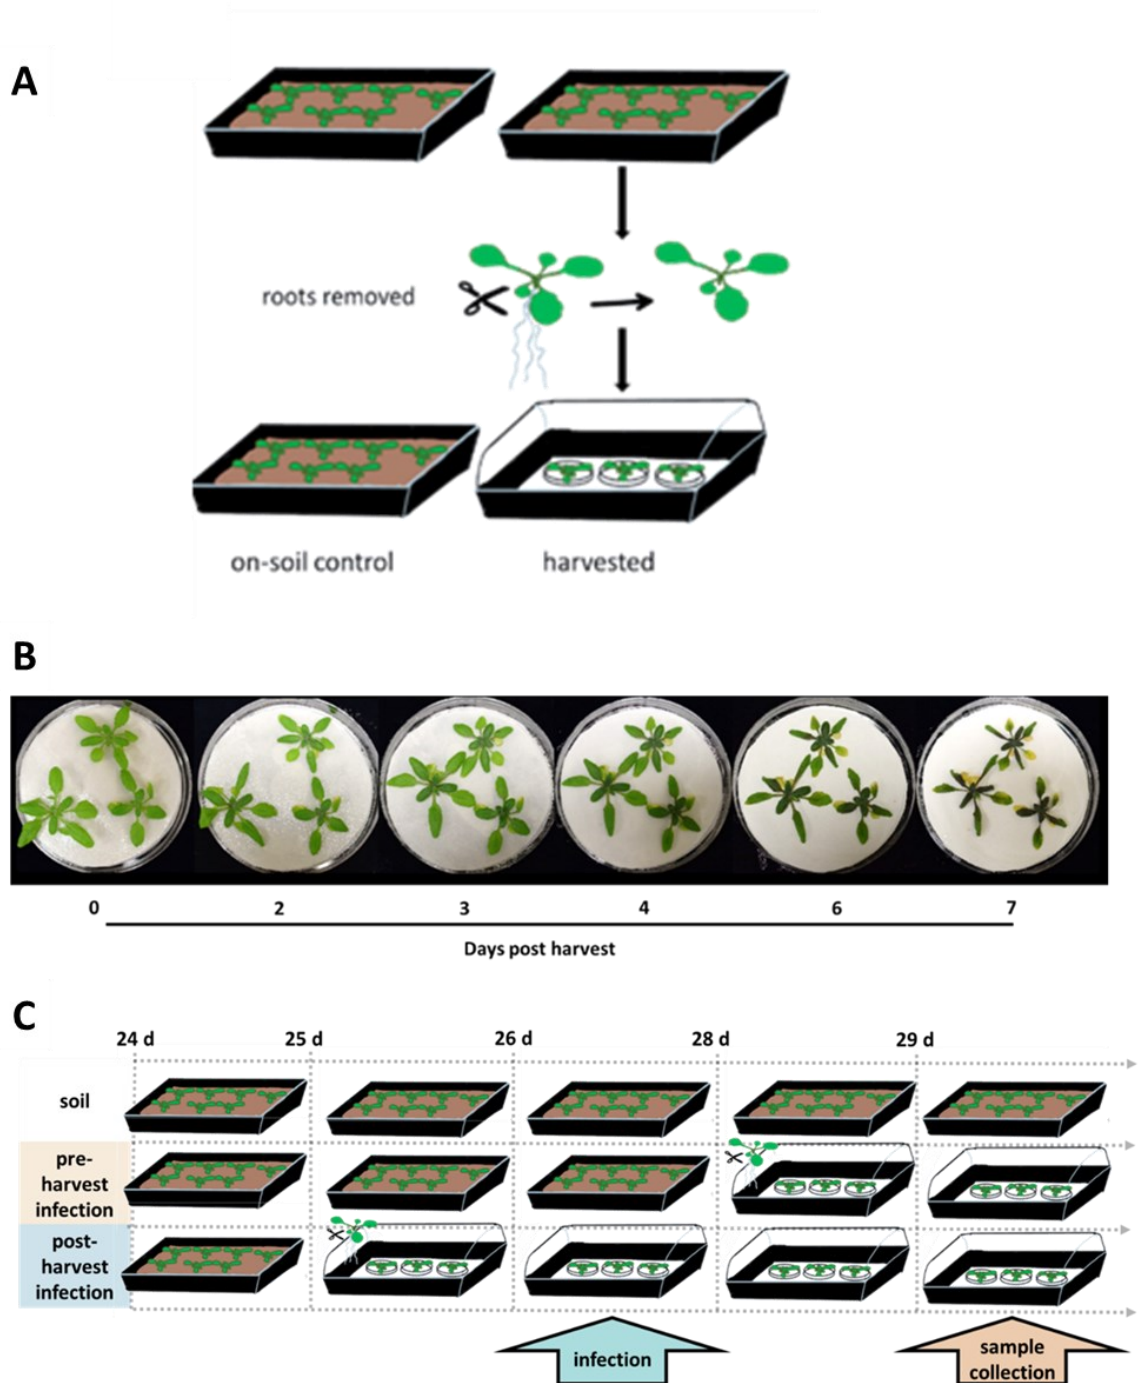 A
roots removed
on-soil control
harvested
B
0 2 3 4 6 7
Days post harvest
C
24 d 25 d 26 d 28 d 29 d
soil
pre-
harvest
infection
post-
harvest
infection
infection
sample
collection